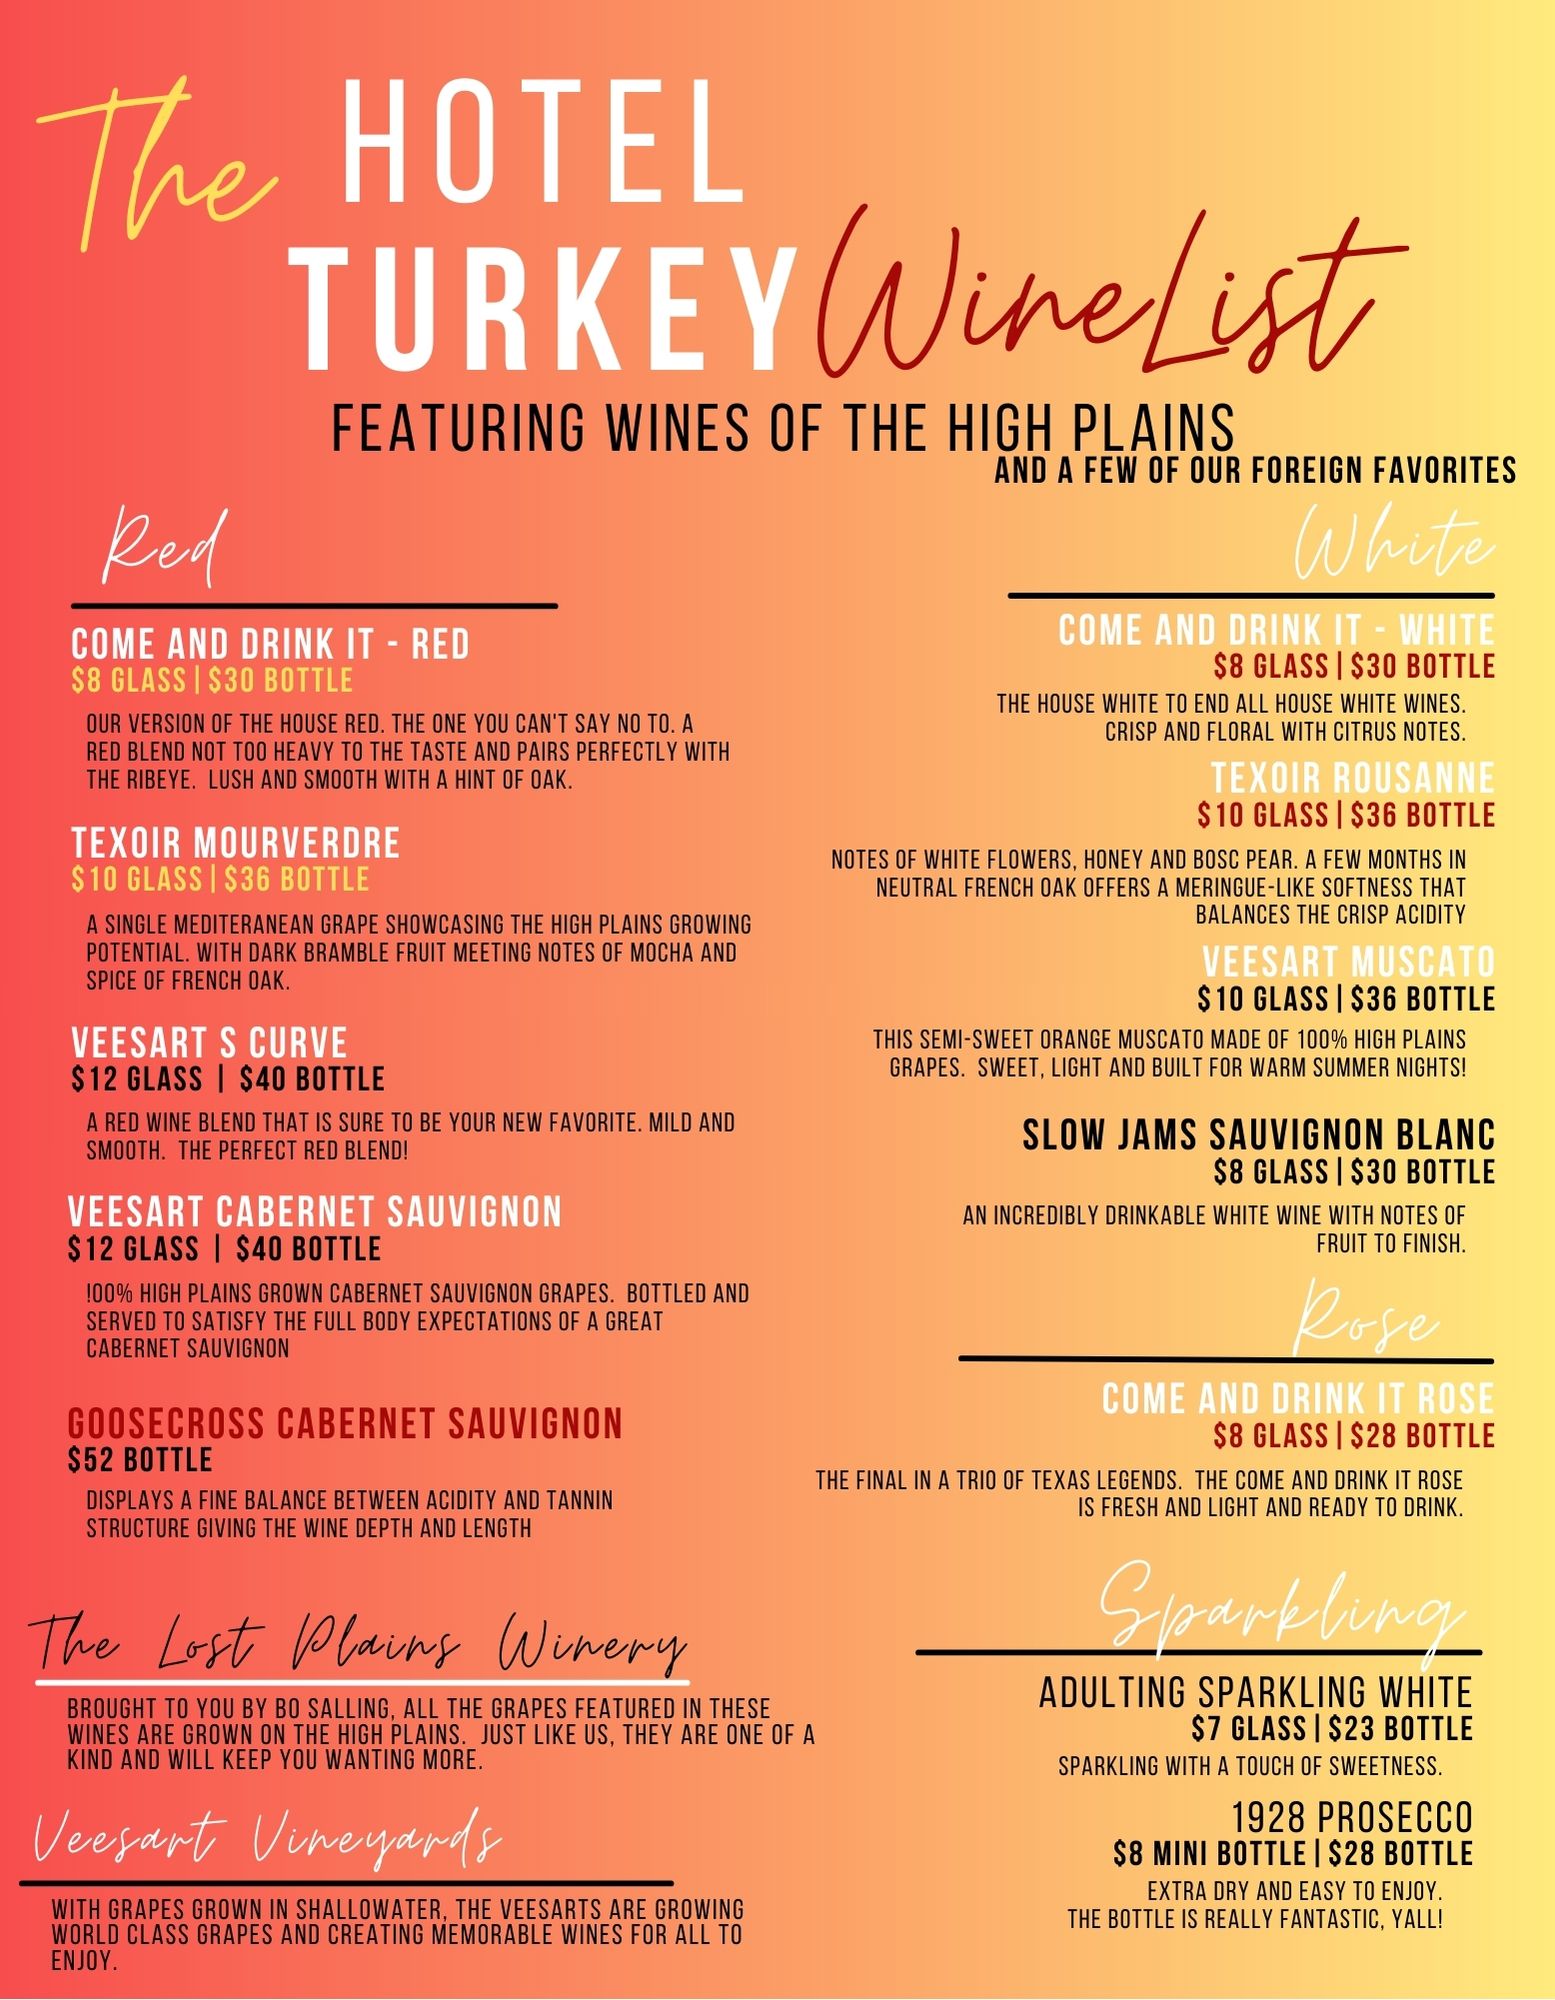 The HOTEL
TURKEY Wine List
FEATURING WINES OF THE HIGH PLAINS
AND A FEW OF OUR FOREIGN FAVORITES
Red
COME AND DRINK IT - RED
$8 GLASS | $30 BOTTLE
OUR VERSION OF THE HOUSE RED. THE ONE YOU CAN'T SAY NO TO. A
RED BLEND NOT TOO HEAVY TO THE TASTE AND PAIRS PERFECTLY WITH
THE RIBEYE. LUSH AND SMOOTH WITH A HINT OF OAK.
TEXOIR MOURVERDRE
$10 GLASS | $36 BOTTLE
A SINGLE MEDITERANEAN GRAPE SHOWCASING THE HIGH PLAINS GROWING
POTENTIAL. WITH DARK BRAMBLE FRUIT MEETING NOTES OF MOCHA AND
SPICE OF FRENCH OAK.
VEESART S CURVE
$12 GLASS | $40 BOTTLE
A RED WINE BLEND THAT IS SURE TO BE YOUR NEW FAVORITE. MILD AND
SMOOTH. THE PERFECT RED BLEND!
VEESART CABERNET SAUVIGNON
$12 GLASS | $40 BOTTLE
!00% HIGH PLAINS GROWN CABERNET SAUVIGNON GRAPES. BOTTLED AND
SERVED TO SATISFY THE FULL BODY EXPECTATIONS OF A GREAT
CABERNET SAUVIGNON
GOOSECROSS CABERNET SAUVIGNON
$52 BOTTLE
DISPLAYS A FINE BALANCE BETWEEN ACIDITY AND TANNIN
STRUCTURE GIVING THE WINE DEPTH AND LENGTH
The Lost Plains Winery
BROUGHT TO YOU BY BO SALLING, ALL THE GRAPES FEATURED IN THESE
WINES ARE GROWN ON THE HIGH PLAINS. JUST LIKE US, THEY ARE ONE OF A
KIND AND WILL KEEP YOU WANTING MORE.
Veesart Vineyards
WITH GRAPES GROWN IN SHALLOWATER, THE VEESARTS ARE GROWING
WORLD CLASS GRAPES AND CREATING MEMORABLE WINES FOR ALL TO
ENJOY.
White
COME AND DRINK IT - WHITE
$8 GLASS | $30 BOTTLE
THE HOUSE WHITE TO END ALL HOUSE WHITE WINES.
CRISP AND FLORAL WITH CITRUS NOTES.
TEXOIR ROUSANNE
$10 GLASS | $36 BOTTLE
NOTES OF WHITE FLOWERS, HONEY AND BOSC PEAR. A FEW MONTHS IN
NEUTRAL FRENCH OAK OFFERS A MERINGUE-LIKE SOFTNESS THAT
BALANCES THE CRISP ACIDITY
VEESART MUSCATO
$10 GLASS | $36 BOTTLE
THIS SEMI-SWEET ORANGE MUSCATO MADE OF 100% HIGH PLAINS
GRAPES. SWEET, LIGHT AND BUILT FOR WARM SUMMER NIGHTS!
SLOW JAMS SAUVIGNON BLANC
$8 GLASS | $30 BOTTLE
AN INCREDIBLY DRINKABLE WHITE WINE WITH NOTES OF
FRUIT TO FINISH.
Rose
COME AND DRINK IT ROSE
$8 GLASS | $28 BOTTLE
THE FINAL IN A TRIO OF TEXAS LEGENDS. THE COME AND DRINK IT ROSE
IS FRESH AND LIGHT AND READY TO DRINK.
Sparkling
ADULTING SPARKLING WHITE
$7 GLASS | $23 BOTTLE
SPARKLING WITH A TOUCH OF SWEETNESS.
1928 PROSECCO
$8 MINI BOTTLE | $28 BOTTLE
EXTRA DRY AND EASY TO ENJOY.
THE BOTTLE IS REALLY FANTASTIC, YALL!